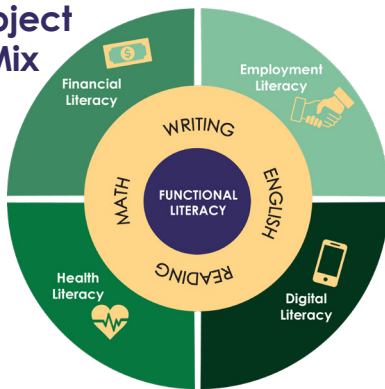 oject
Mix
Financial
Literacy
Employment
Literacy
WRITING
MATH
FUNCTIONAL
LITERACY
ENGLISH
READING
Health
Literacy
Digital
Literacy